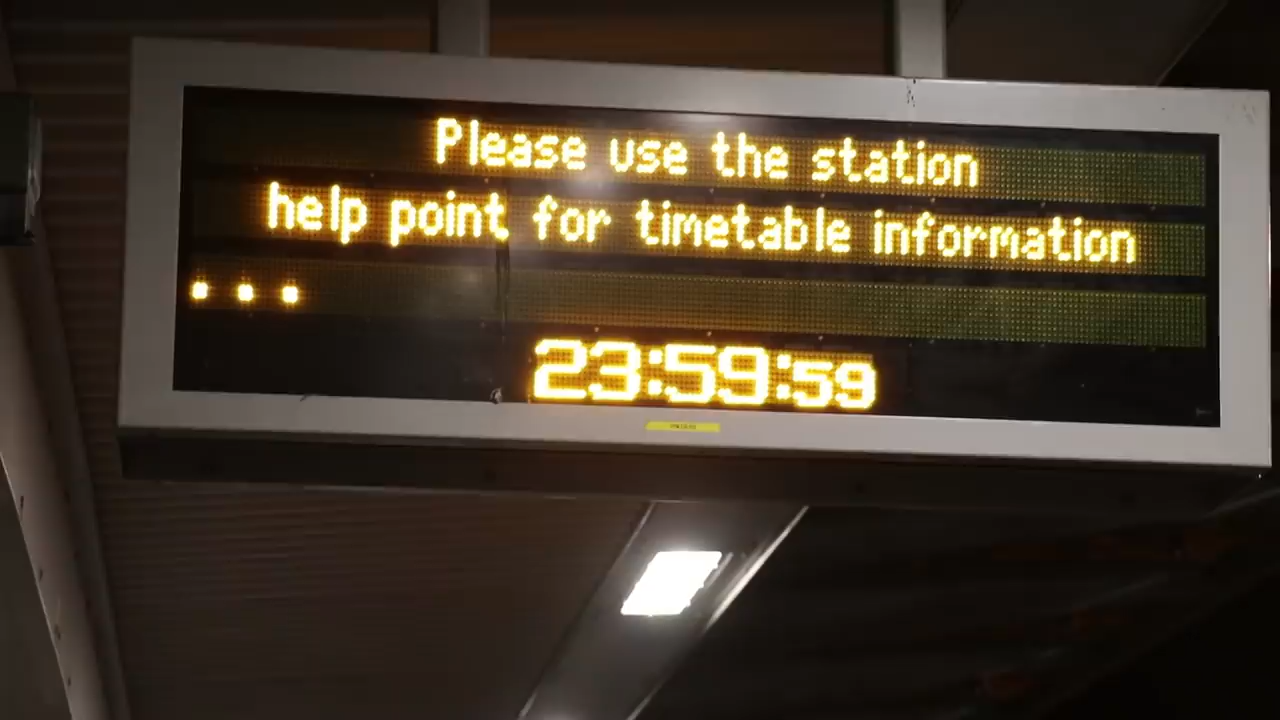 Please use the station
help point for timetable information
...
23:59:59